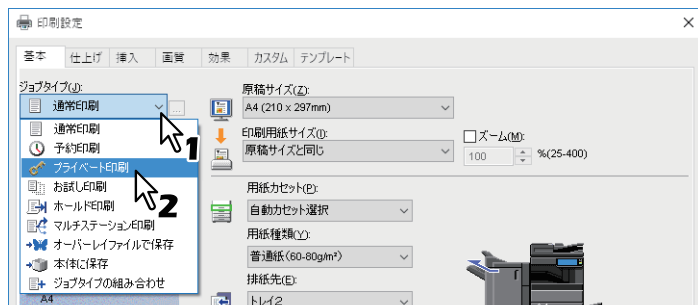 印刷設定
基本 仕上げ 挿入 画質 効果 カスタム テンプレート
ジョブタイプ(J):
通常印刷
...
1
通常印刷
予約印刷
プライベート印刷
2
お試し印刷
ホールド印刷
マルチステーション印刷
オーバーレイファイルで保存
本体に保存
ジョブタイプの組み合わせ
A4
原稿サイズ(Z):
A4 (210 x 297mm)
印刷用紙サイズ(I):
原稿サイズと同じ
ズーム(M):
100 %(25-400)
用紙カセット(P):
自動カセット選択
用紙種類(Y):
普通紙(60-80g/m²)
排紙先(E):
トレイ2